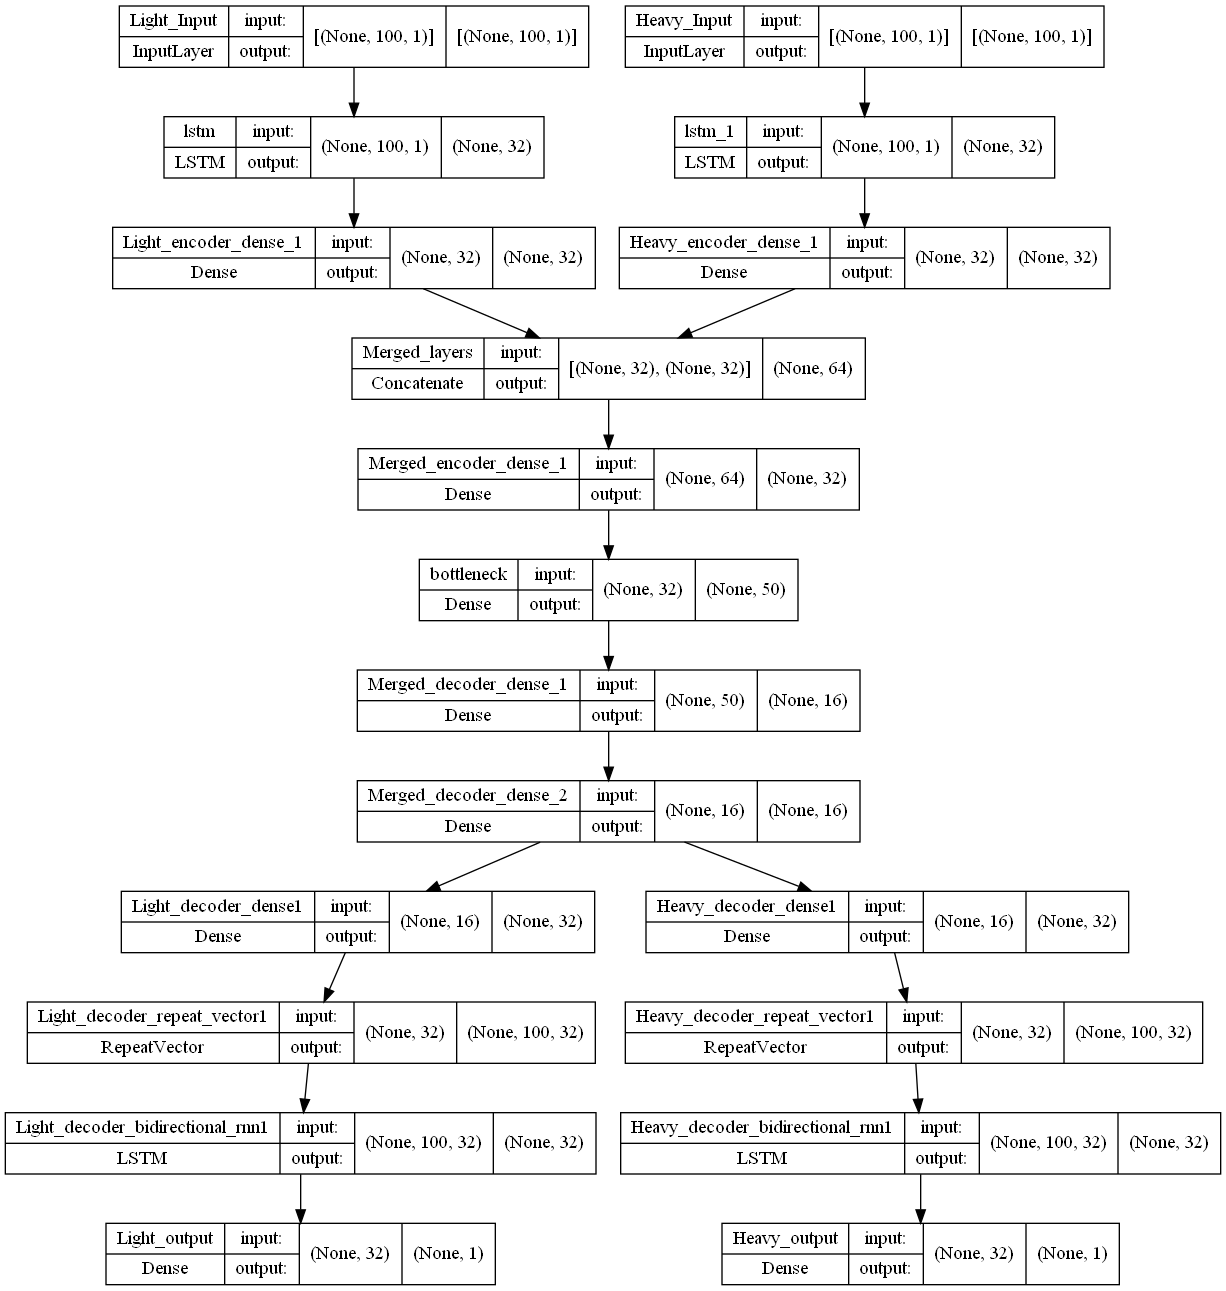 Light_Input input: [(None, 100, 1)] [(None, 100, 1)]
InputLayer output:
Heavy_Input input: [(None, 100, 1)] [(None, 100, 1)]
InputLayer output:
lstm input: (None, 100, 1) (None, 32)
LSTM output:
lstm_1 input: (None, 100, 1) (None, 32)
LSTM output:
Light_encoder_dense_1 input: (None, 32) (None, 32)
Dense output:
Heavy_encoder_dense_1 input: (None, 32) (None, 32)
Dense output:
Merged_layers input: [(None, 32), (None, 32)] (None, 64)
Concatenate output:
Merged_encoder_dense_1 input: (None, 64) (None, 32)
Dense output:
bottleneck input: (None, 32) (None, 50)
Dense output:
Merged_decoder_dense_1 input: (None, 50) (None, 16)
Dense output:
Merged_decoder_dense_2 input: (None, 16) (None, 16)
Dense output:
Light_decoder_dense1 input: (None, 16) (None, 32)
Dense output:
Heavy_decoder_dense1 input: (None, 16) (None, 32)
Dense output:
Light_decoder_repeat_vector1 input: (None, 32) (None, 100, 32)
RepeatVector output:
Heavy_decoder_repeat_vector1 input: (None, 32) (None, 100, 32)
RepeatVector output:
Light_decoder_bidirectional_rnn1 input: (None, 100, 32) (None, 32)
LSTM output:
Heavy_decoder_bidirectional_rnn1 input: (None, 100, 32) (None, 32)
LSTM output:
Light_output input: (None, 32) (None, 1)
Dense output:
Heavy_output input: (None, 32) (None, 1)
Dense output: